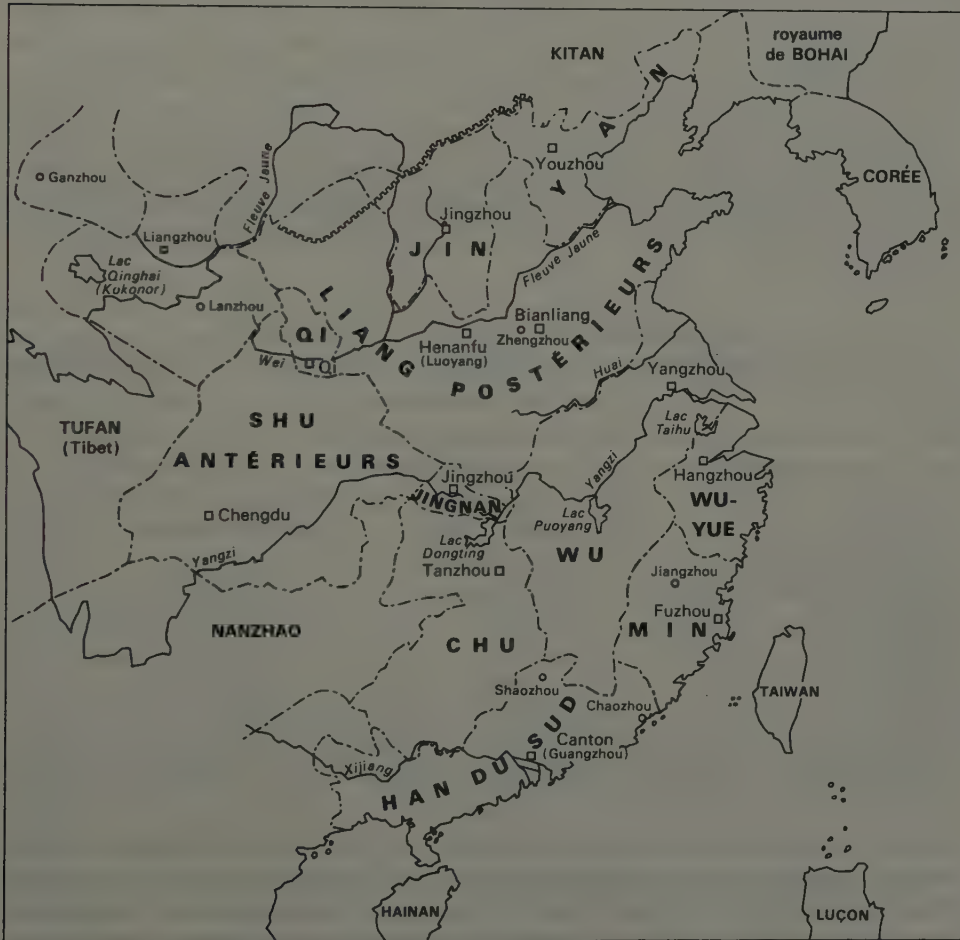 KITAN
royaume
de BOHAI
YAN
Youzhou
CORÉE
Ganzhou
Fleuve Jaune
Liangzhou
Lac
Qinghai
(Kukonor)
Jingzhou
JIN
Fleuve Jaune
Lanzhou
LIANG POSTÉRIEURS
QI
Wei
Qi
Henanfu
(Luoyang)
Bianliang
Zhengzhou
Huai
Yangzhou
TUFAN
(Tibet)
SHU
ANTÉRIEURS
Lac
Taihu
Hangzhou
Jingzhou
JINGNAN
Yangzi
WU-
YUE
Chengdu
Lac
Puoyang
Lac
Dongting
WU
Yangzi
Tanzhou
Jiangzhou
NANZHAO
Fuzhou
MIN
CHU
Shaozhou
Chaozhou
TAIWAN
Canton
(Guangzhou)
Xijiang
HAN DU SUD
HAINAN
LUÇON